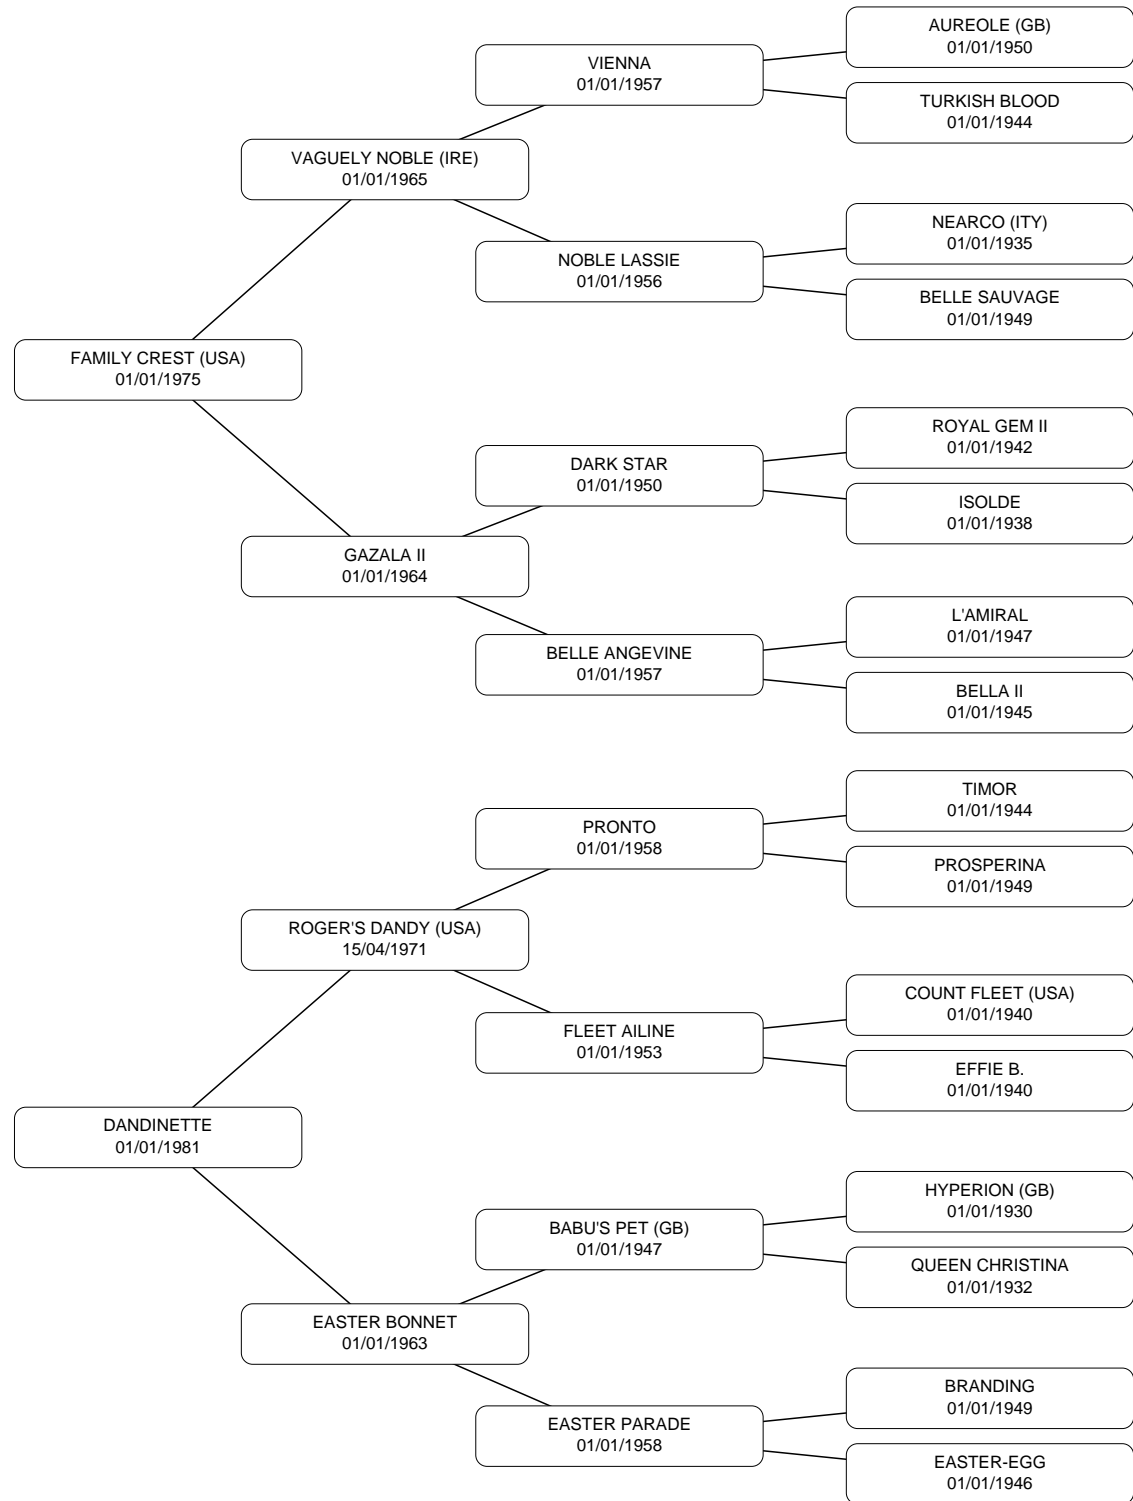 AUREOLE (GB)
01/01/1950
VIENNA
01/01/1957
TURKISH BLOOD
01/01/1944
VAGUELY NOBLE (IRE)
01/01/1965
NEARCO (ITY)
01/01/1935
NOBLE LASSIE
01/01/1956
BELLE SAUVAGE
01/01/1949
FAMILY CREST (USA)
01/01/1975
ROYAL GEM II
01/01/1942
DARK STAR
01/01/1950
ISOLDE
01/01/1938
GAZALA II
01/01/1964
L'AMIRAL
01/01/1947
BELLE ANGEVINE
01/01/1957
BELLA II
01/01/1945
TIMOR
01/01/1944
PRONTO
01/01/1958
PROSPERINA
01/01/1949
ROGER'S DANDY (USA)
15/04/1971
COUNT FLEET (USA)
01/01/1940
FLEET AILINE
01/01/1953
EFFIE B.
01/01/1940
DANDINETTE
01/01/1981
HYPERION (GB)
01/01/1930
BABU'S PET (GB)
01/01/1947
QUEEN CHRISTINA
01/01/1932
EASTER BONNET
01/01/1963
BRANDING
01/01/1949
EASTER PARADE
01/01/1958
EASTER-EGG
01/01/1946